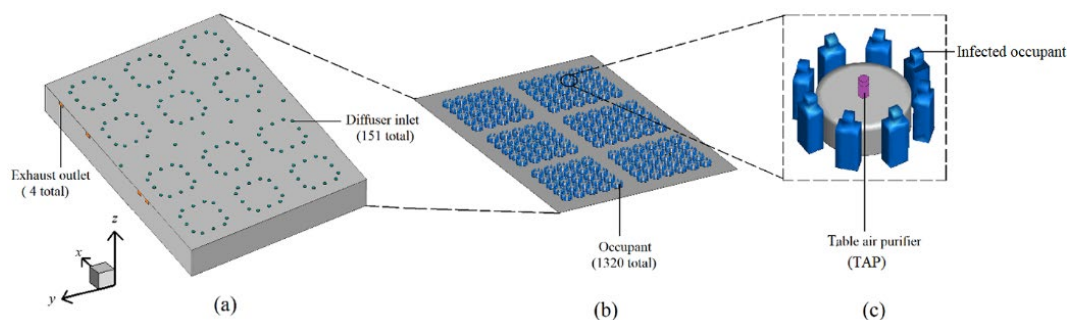 Diffuser inlet
(151 total)
Exhaust outlet
( 4 total)
z
x
y
(a)
Occupant
(1320 total)
(b)
Infected occupant
Table air purifier
(TAP)
(c)